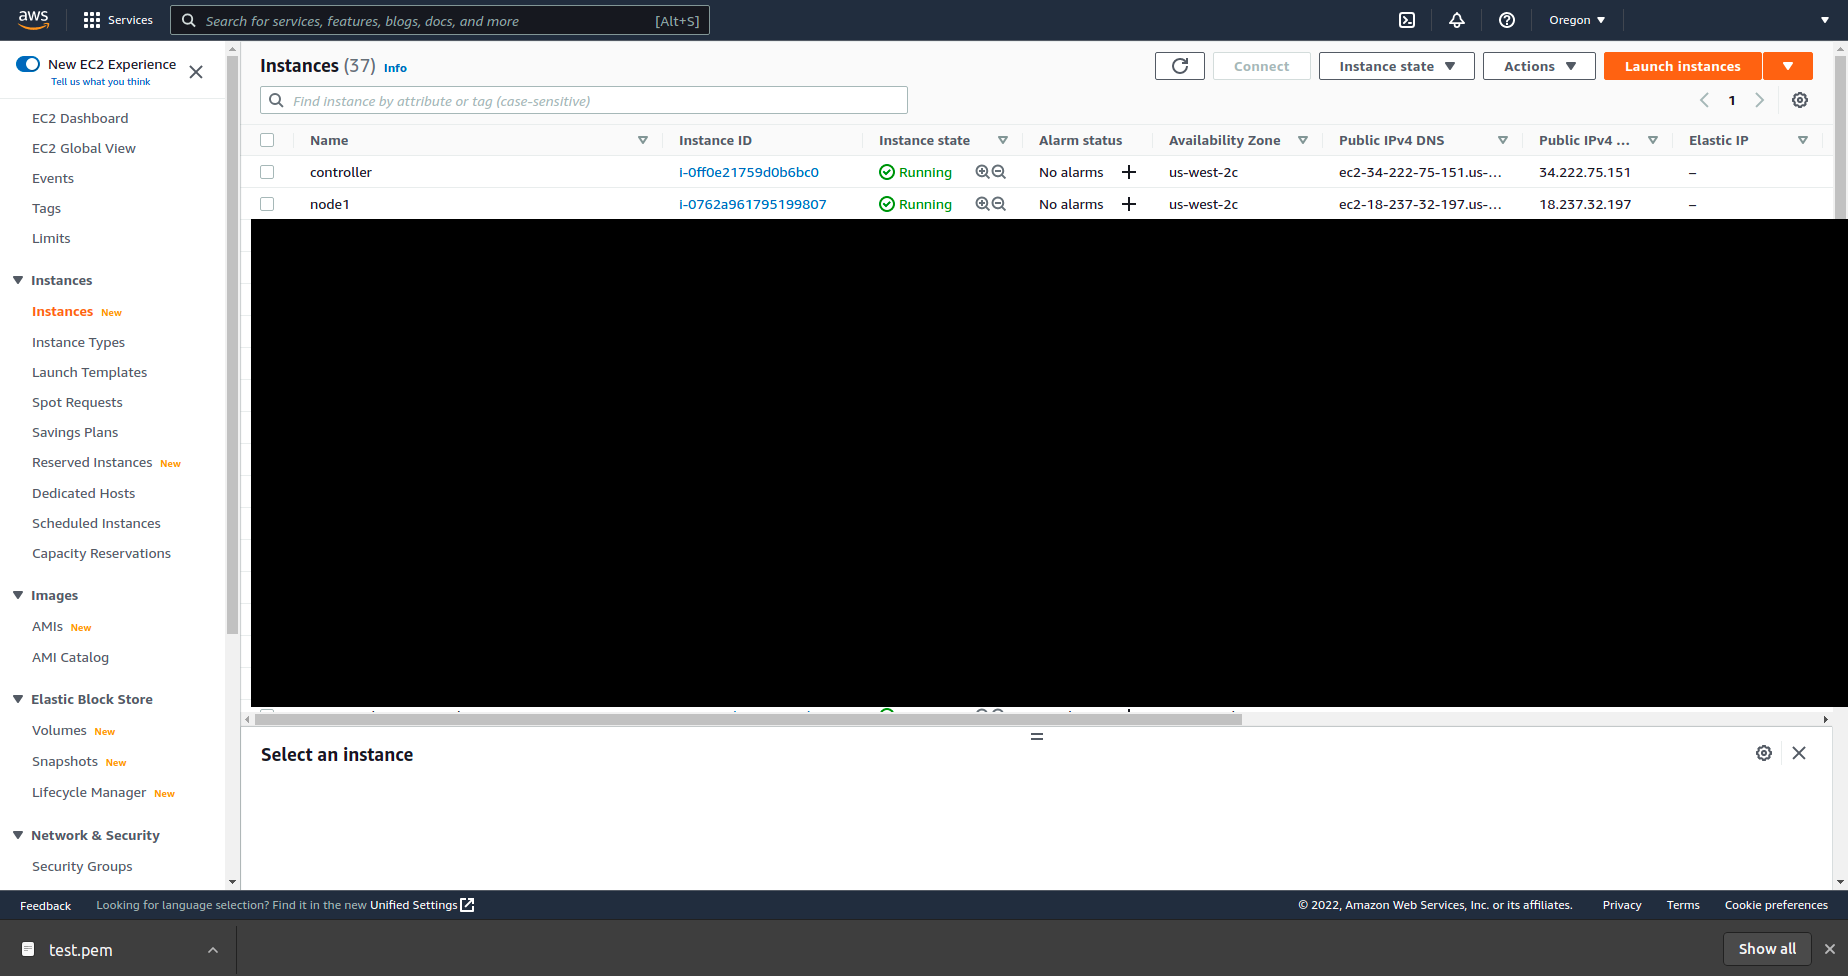 aws Services Search for services, features, blogs, docs, and more [Alt+S] Oregon
New EC2 Experience
Tell us what you think
EC2 Dashboard
EC2 Global View
Events
Tags
Limits
Instances
Instances New
Instance Types
Launch Templates
Spot Requests
Savings Plans
Reserved Instances New
Dedicated Hosts
Scheduled Instances
Capacity Reservations
Images
AMIs New
AMI Catalog
Elastic Block Store
Volumes New
Snapshots New
Lifecycle Manager New
Network & Security
Security Groups
Instances (37) Info Connect Instance state Actions Launch instances
Find instance by attribute or tag (case-sensitive) 1
Name Instance ID Instance state Alarm status Availability Zone Public IPv4 DNS Public IPv4 ... Elastic IP
controller i-0ff0e21759d0b6bc0 Running No alarms + us-west-2c ec2-34-222-75-151.us-... 34.222.75.151 –
node1 i-0762a961795199807 Running No alarms + us-west-2c ec2-18-237-32-197.us-... 18.237.32.197 –
Select an instance
Feedback Looking for language selection? Find it in the new Unified Settings © 2022, Amazon Web Services, Inc. or its affiliates. Privacy Terms Cookie preferences
test.pem Show all